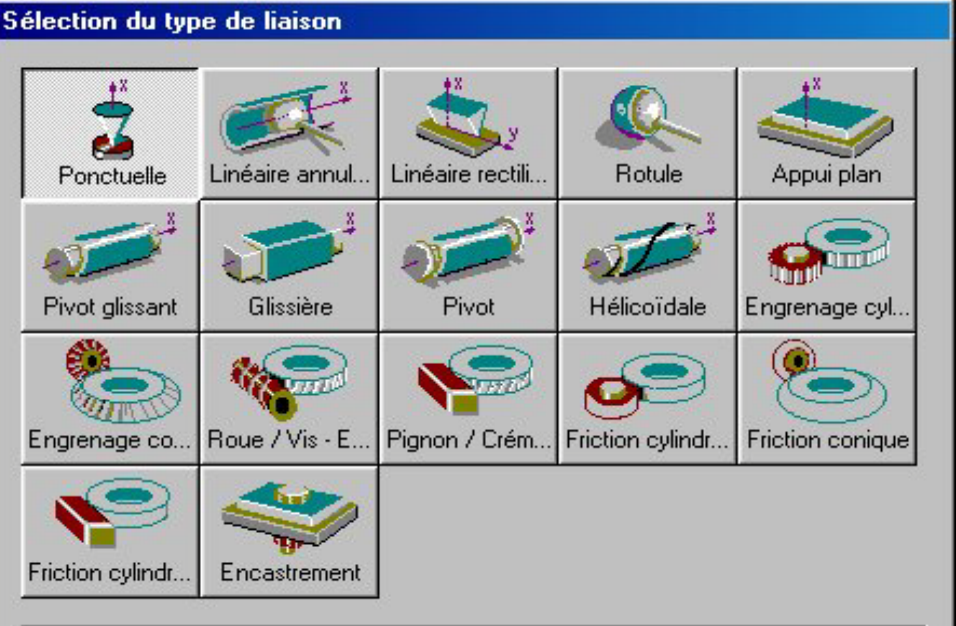 Sélection du type de liaison
x x x x
y
Ponctuelle Linéaire annul... Linéaire rectili... Rotule Appui plan
x x x x
Pivot glissant Glissière Pivot Hélicoïdale Engrenage cyl...
Engrenage co... Roue / Vis - E... Pignon / Crém... Friction cylindr... Friction conique
Friction cylindr... Encastrement